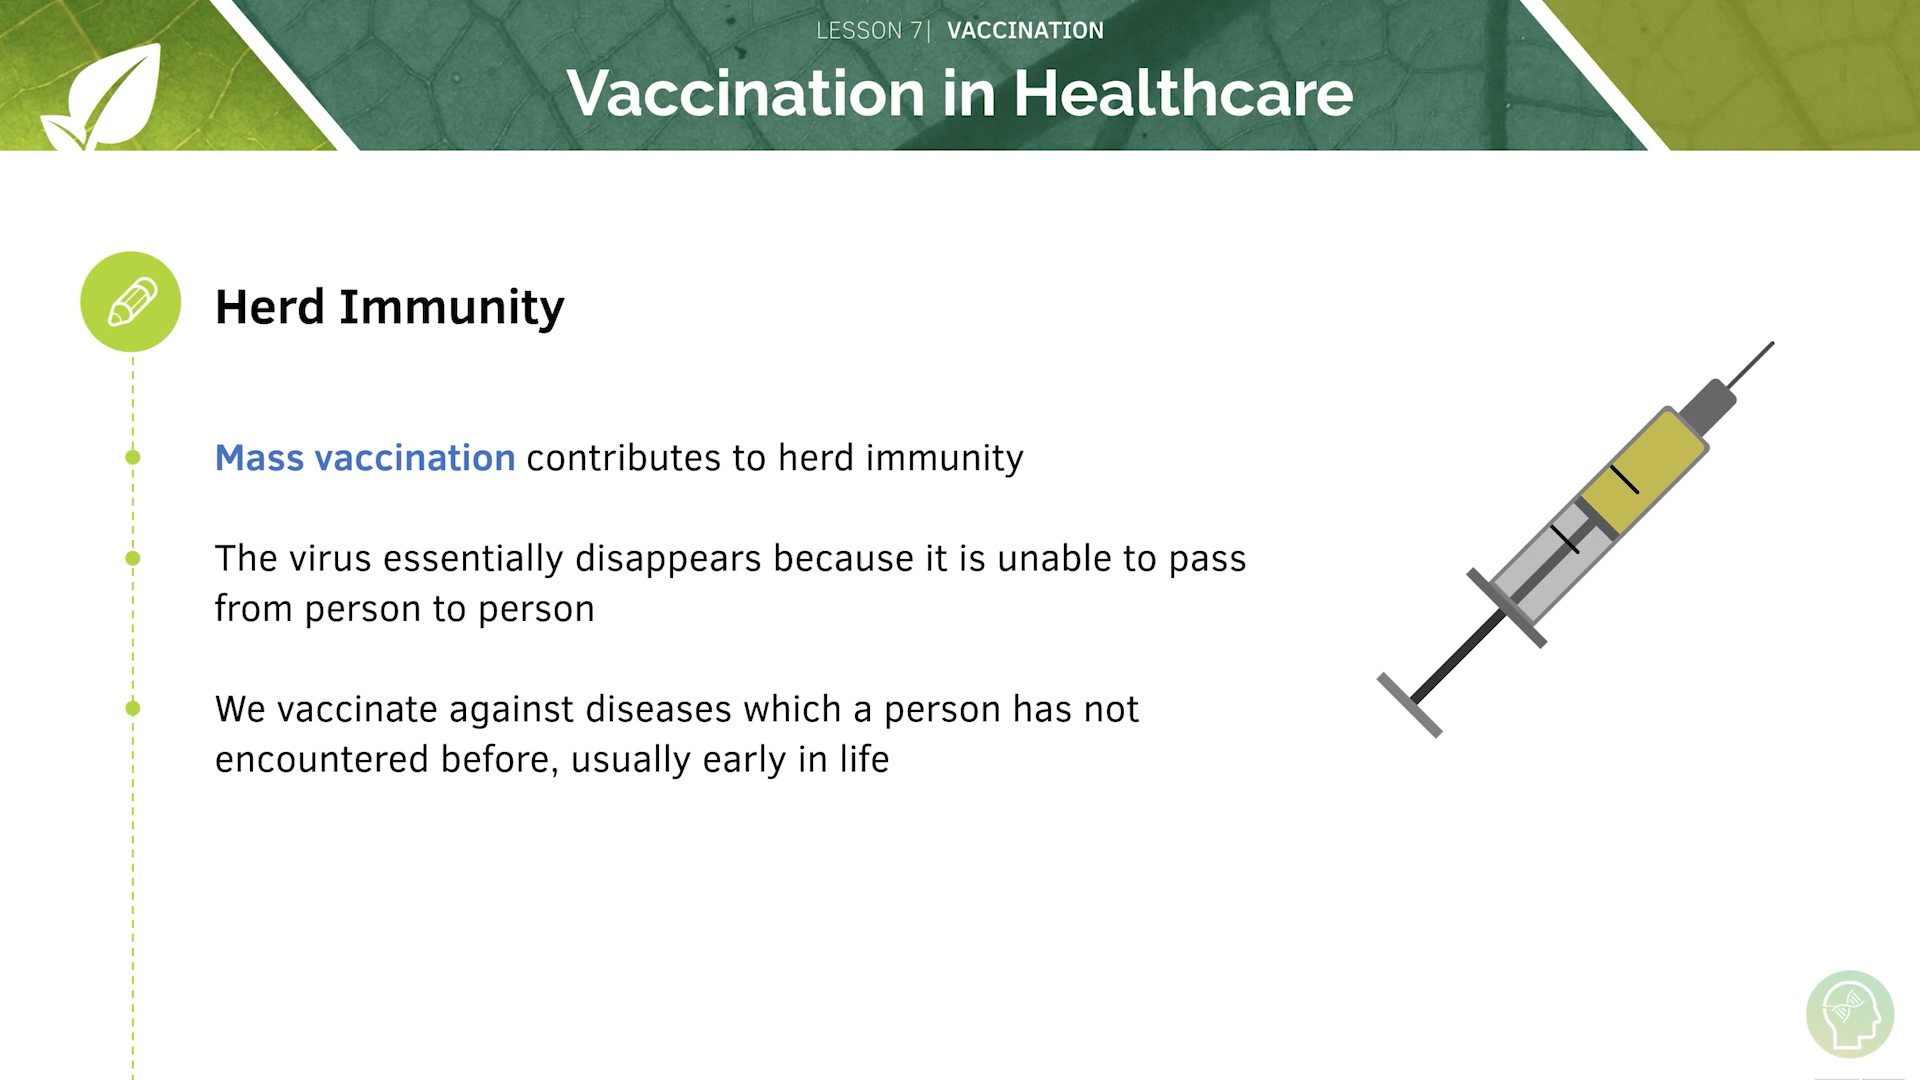 LESSON 7| VACCINATION
Vaccination in Healthcare
Herd Immunity
Mass vaccination contributes to herd immunity
The virus essentially disappears because it is unable to pass
from person to person
We vaccinate against diseases which a person has not
encountered before, usually early in life